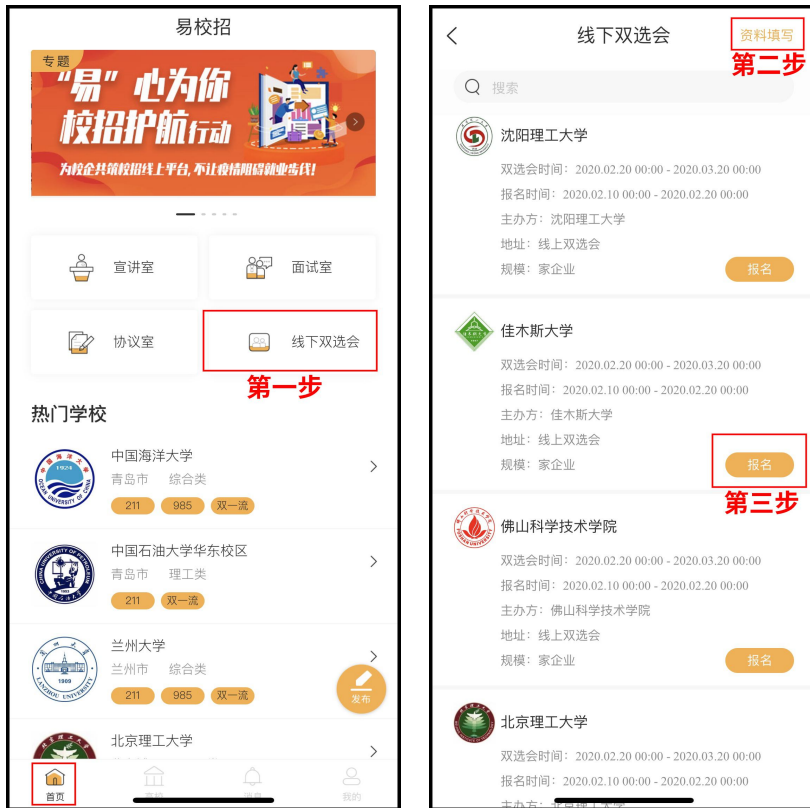 易校招
专题
“易”心为你
校招护航行动
为校企共筑校招线上平台,不让疫情阻碍就业步伐!
宣讲室
面试室
协议室
线下双选会
第一步
热门学校
中国海洋大学
青岛市 综合类
211 985 双一流
中国石油大学华东校区
青岛市 理工类
211 双一流
兰州大学
兰州市 综合类
211 985 双一流
发布
北京理工大学
首页
高校
消息
我的
线下双选会
资料填写
第二步
搜索
沈阳理工大学
双选会时间:2020.02.20 00:00 - 2020.03.20 00:00
报名时间:2020.02.10 00:00 - 2020.02.20 00:00
主办方:沈阳理工大学
地址:线上双选会
规模:家企业
报名
佳木斯大学
双选会时间:2020.02.20 00:00 - 2020.03.20 00:00
报名时间:2020.02.10 00:00 - 2020.02.20 00:00
主办方:佳木斯大学
地址:线上双选会
规模:家企业
报名
第三步
佛山科学技术学院
双选会时间:2020.02.20 00:00 - 2020.03.20 00:00
报名时间:2020.02.10 00:00 - 2020.02.20 00:00
主办方:佛山科学技术学院
地址:线上双选会
规模:家企业
报名
北京理工大学
双选会时间:2020.02.20 00:00 - 2020.03.20 00:00
报名时间:2020.02.10 00:00 - 2020.02.20 00:00
主办方:北京理工大学